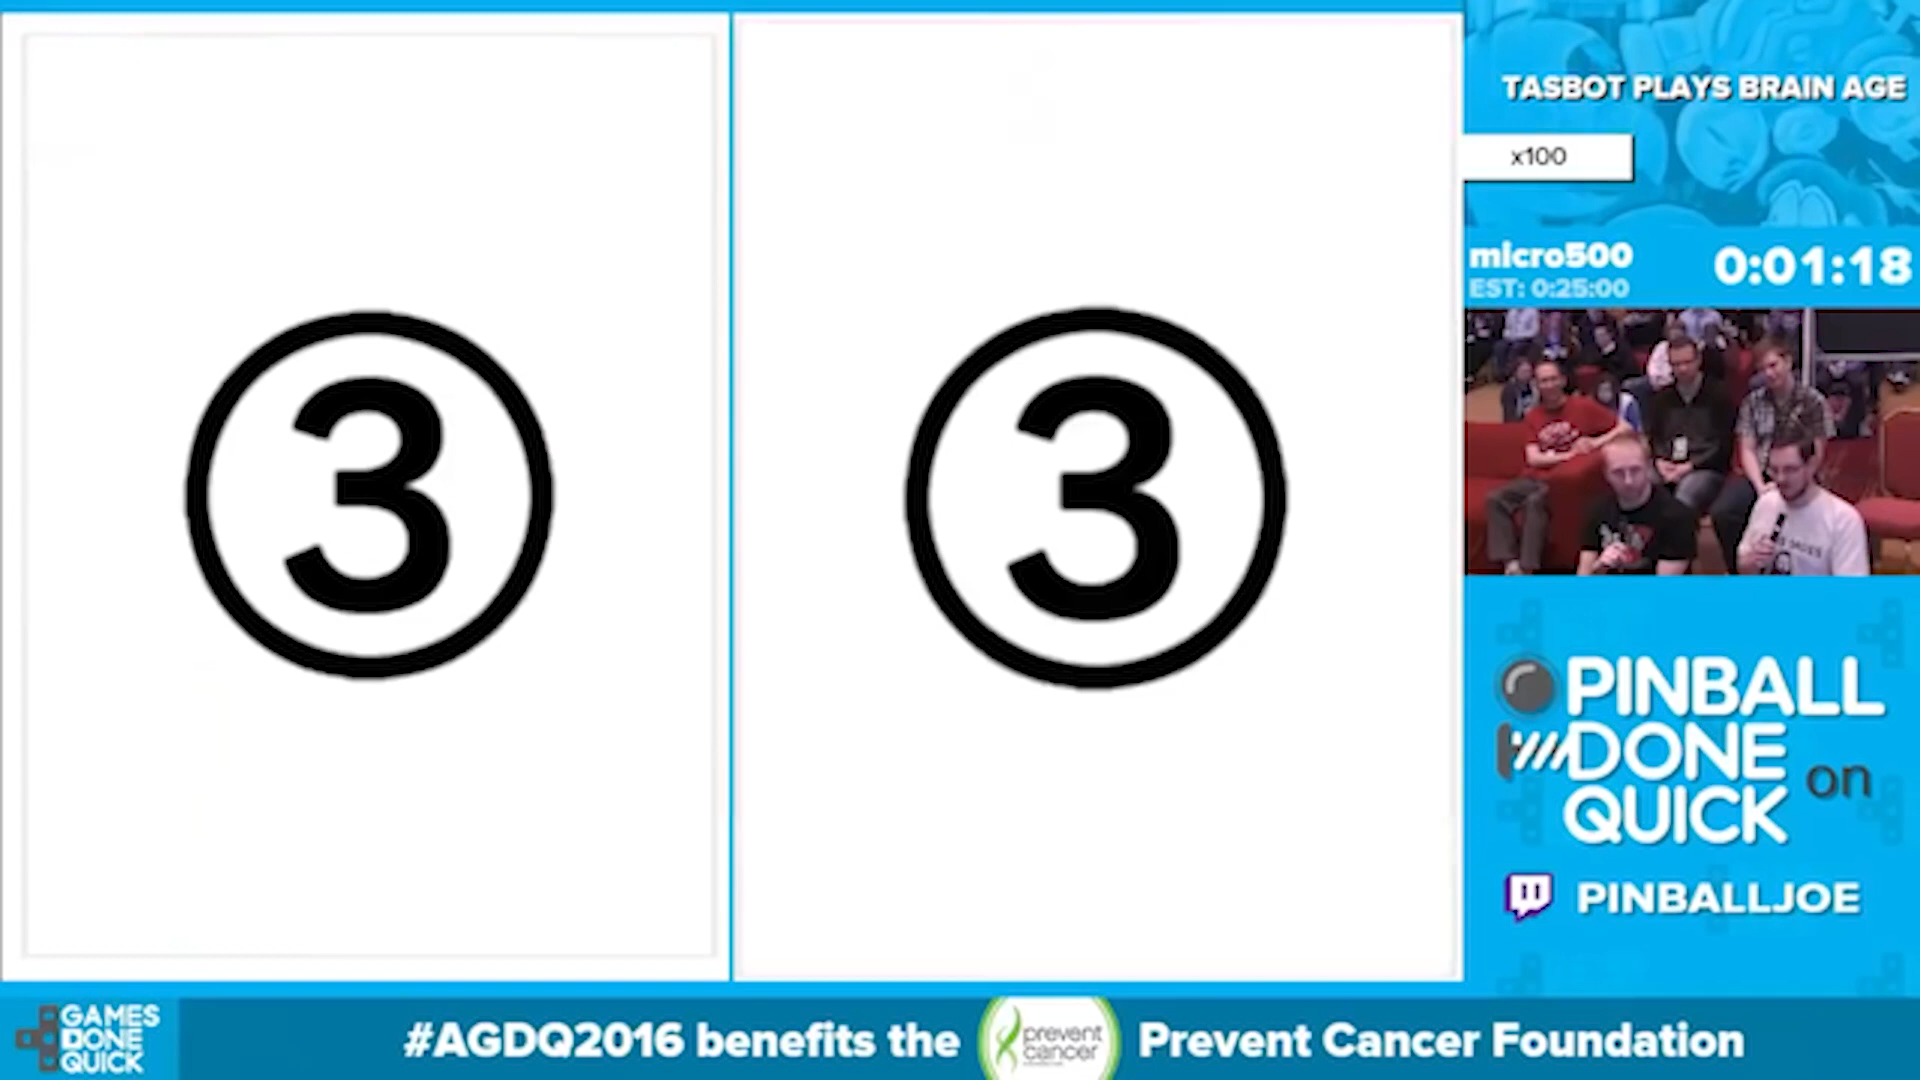 3
3
TASBOT PLAYS BRAIN AGE
x100
micro500
0:01:18
EST: 0:25:00
PINBALL
DONE
on
QUICK
PINBALLJOE
GAMES
DONE
QUICK
#AGDQ2016 benefits the
prevent
cancer
Prevent Cancer Foundation